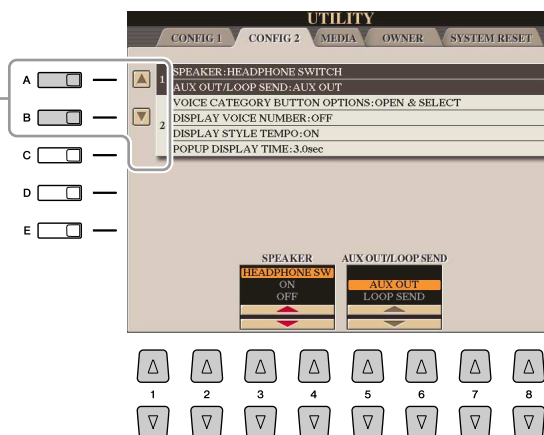 UTILITY
CONFIG 1 CONFIG 2 MEDIA OWNER SYSTEM RESET
A
B
C
D
E
1 SPEAKER:HEADPHONE SWITCH
AUX OUT/LOOP SEND:AUX OUT
2 VOICE CATEGORY BUTTON OPTIONS:OPEN & SELECT
DISPLAY VOICE NUMBER:OFF
DISPLAY STYLE TEMPO:ON
POPUP DISPLAY TIME:3.0sec
SPEAKER AUX OUT/LOOP SEND
HEADPHONE SW
ON AUX OUT
OFF LOOP SEND
1 2 3 4 5 6 7 8